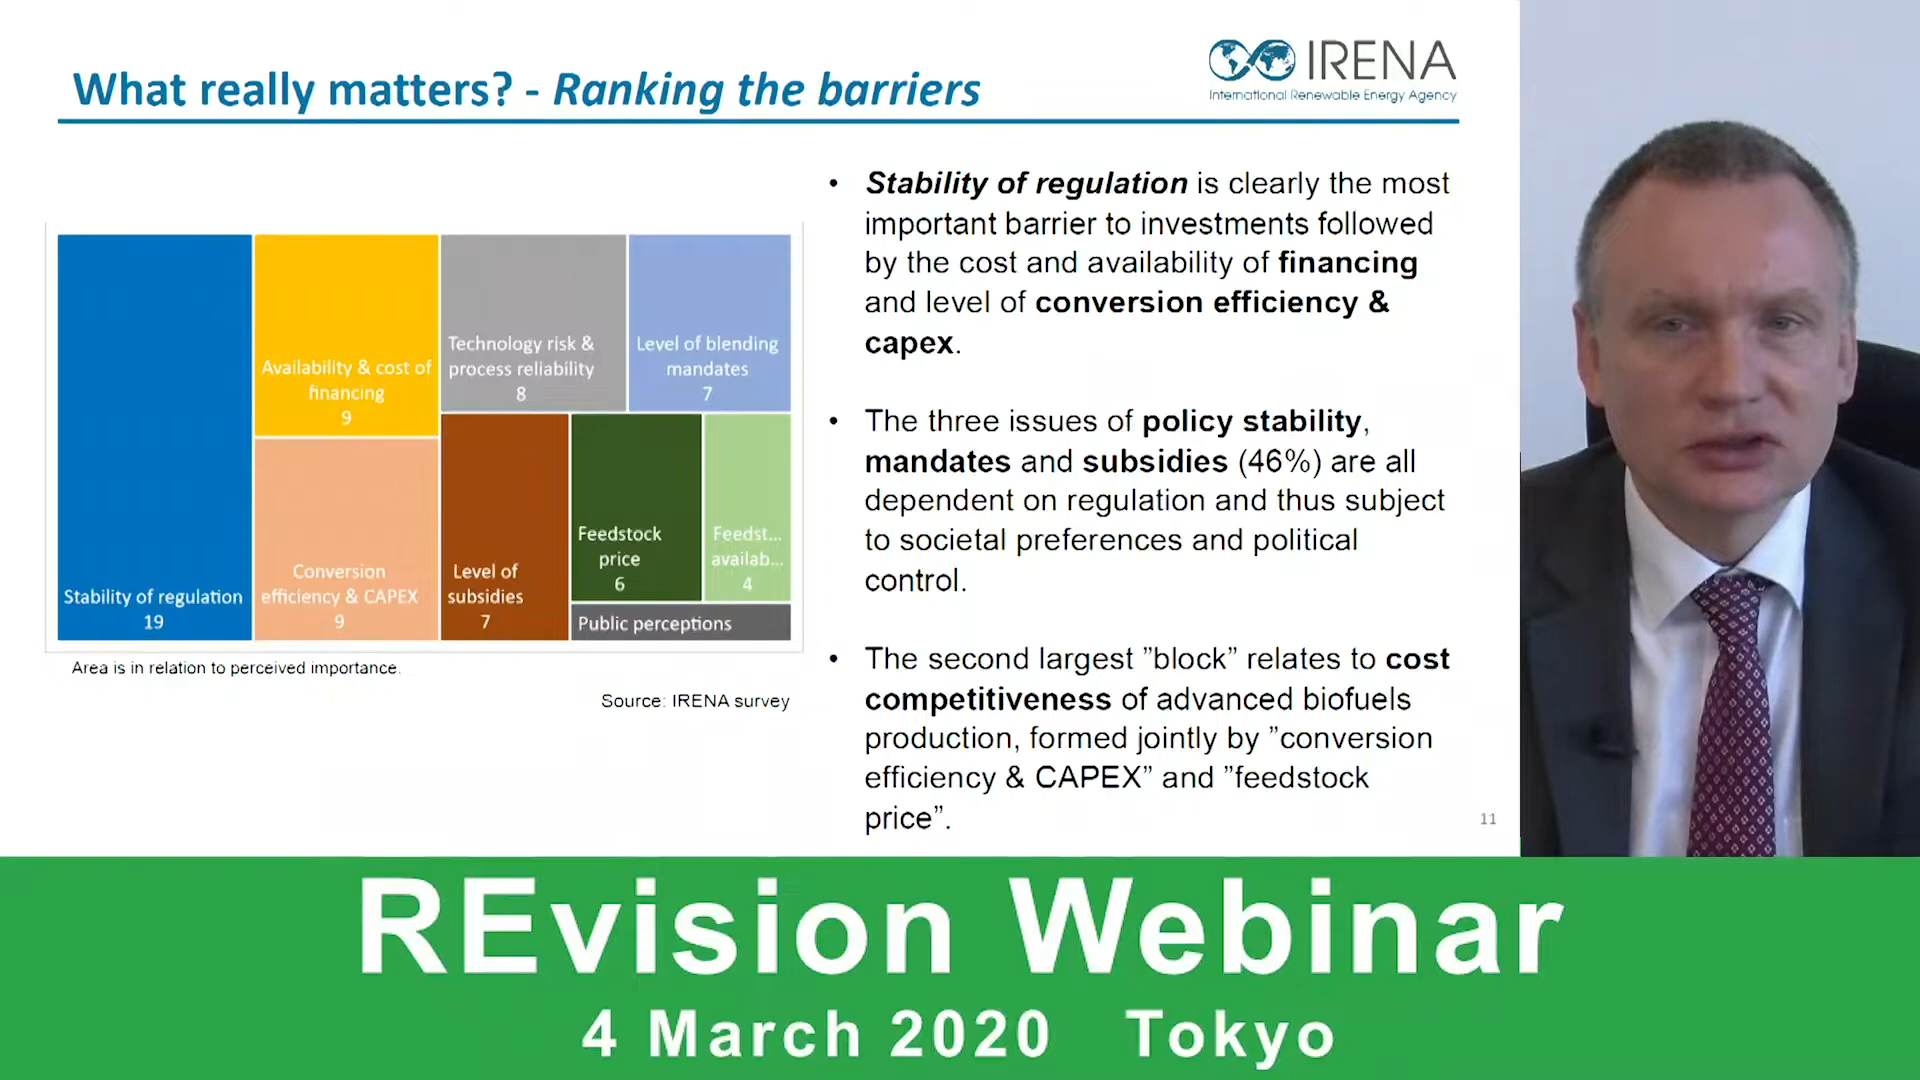 What really matters? - Ranking the barriers
IRENA
International Renewable Energy Agency
Stability of regulation
19
Availability & cost of
financing
9
Conversion
efficiency & CAPEX
9
Technology risk &
process reliability
8
Level of blending
mandates
7
Level of
subsidies
7
Feedstock
price
6
Feedst...
availab...
4
Public perceptions
Area is in relation to perceived importance.
Source: IRENA survey
• Stability of regulation is clearly the most
important barrier to investments followed
by the cost and availability of financing
and level of conversion efficiency &
capex.
• The three issues of policy stability,
mandates and subsidies (46%) are all
dependent on regulation and thus subject
to societal preferences and political
control.
• The second largest ”block” relates to cost
competitiveness of advanced biofuels
production, formed jointly by ”conversion
efficiency & CAPEX” and ”feedstock
price”.
11
REvision Webinar
4 March 2020 Tokyo